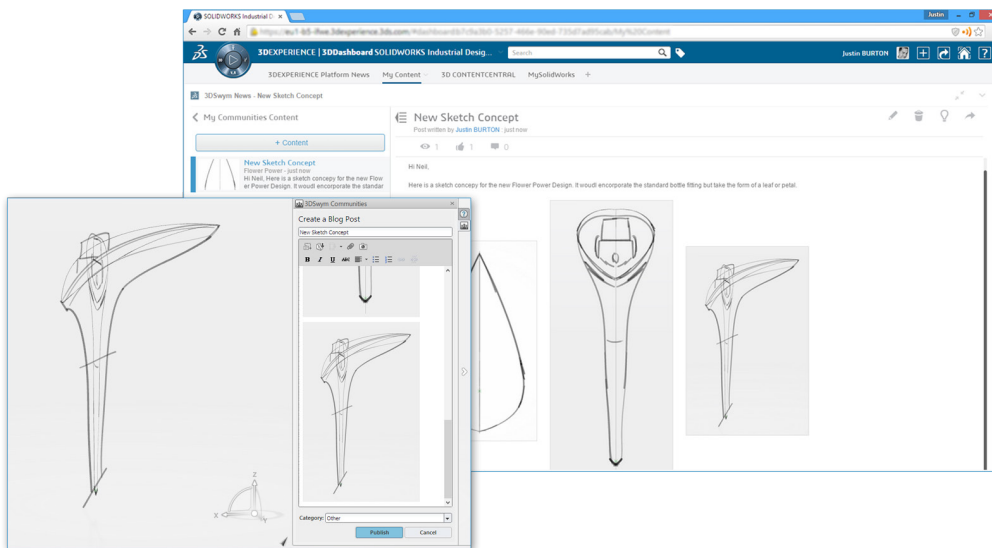 SOLIDWORKS Industrial D
Justin
3DEXPERIENCE | 3DDashboard SOLIDWORKS Industrial Desig...
Search
Justin BURTON
3DEXPERIENCE Platform News
My Content
3D CONTENTCENTRAL
MySolidWorks
+
3DSwym News - New Sketch Concept
My Communities Content
+ Content
New Sketch Concept
Flower Power - just now
Hi Neil, Here is a sketch concepy for the new Flow
er Power Design. It woudl encorporate the standar
New Sketch Concept
Post written by Justin BURTON just now
1 1 0
Hi Neil,
Here is a sketch concepy for the new Flower Power Design. It woudl encorporate the standard bottle fitting but take the form of a leaf or petal.
3DSwym Communities
Create a Blog Post
New Sketch Concept
B I U ABC
Category: Other
Publish
Cancel
Z
X
Y